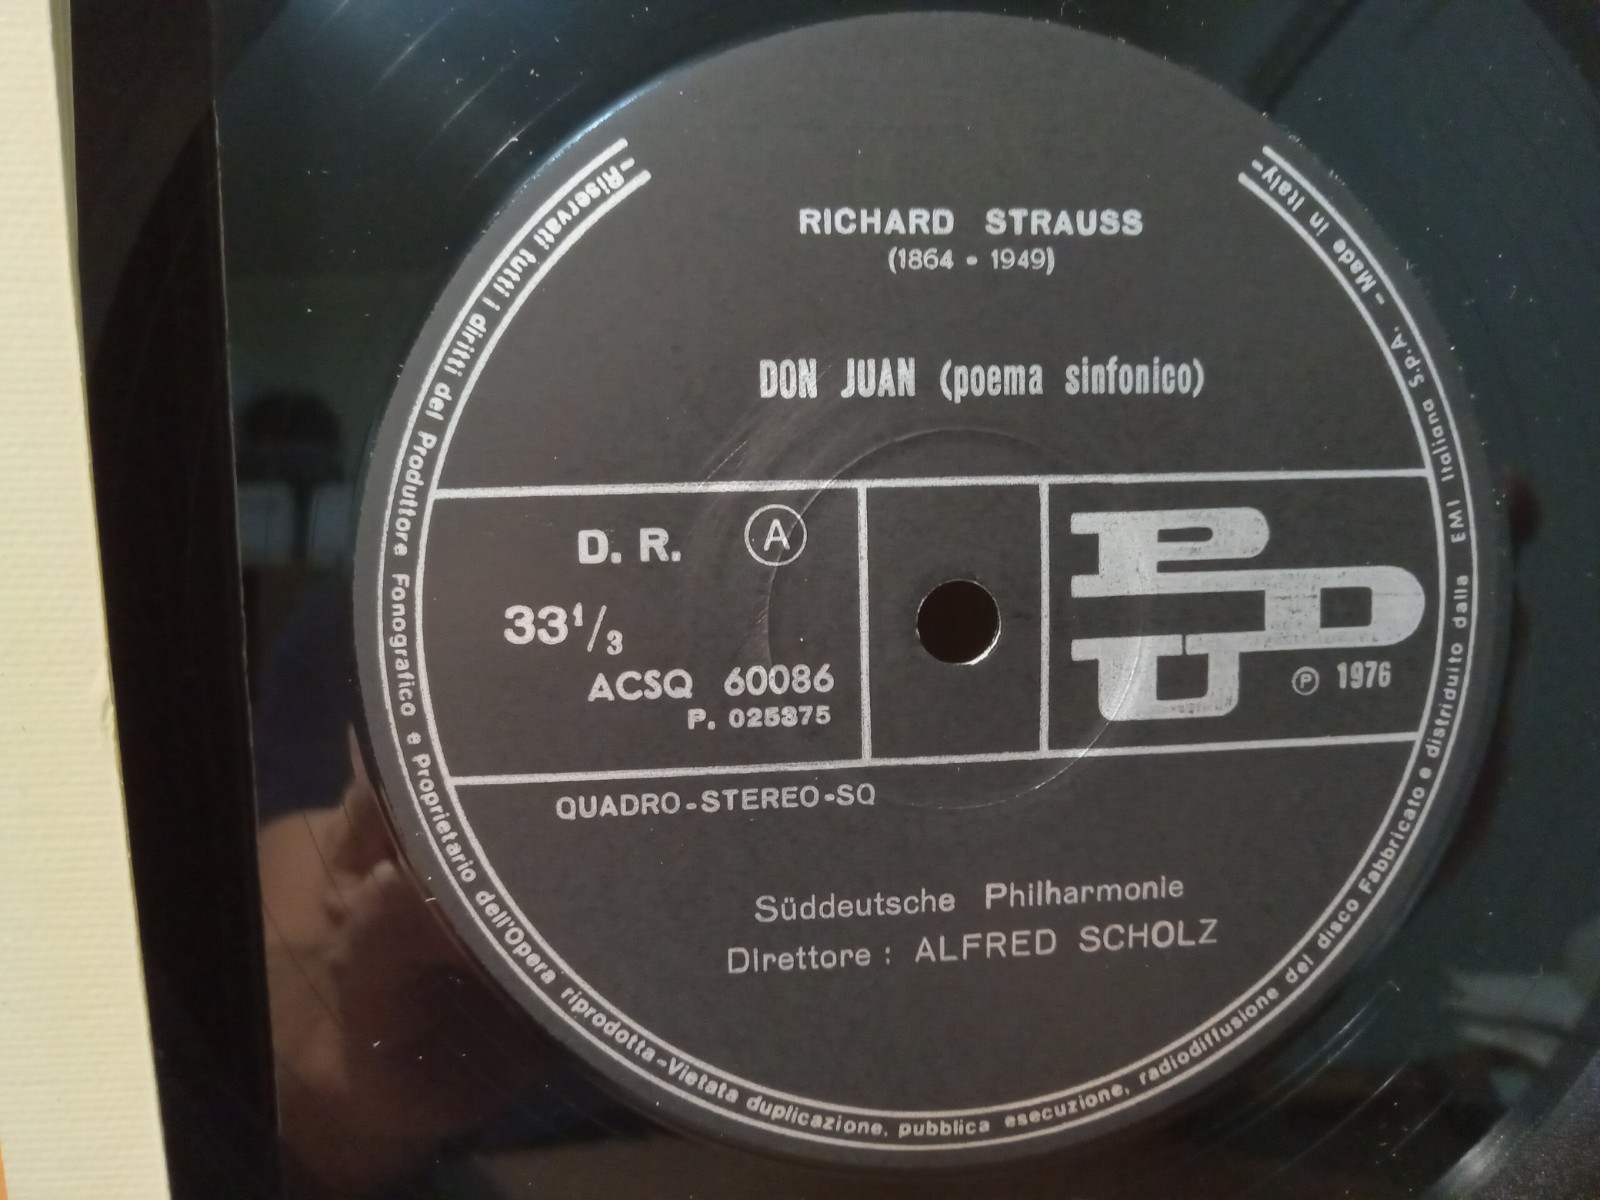 RICHARD STRAUSS
(1864 - 1949)
DON JUAN (poema sinfonico)
D. R. A
33 1/3
ACSQ 60086
P. 025375
PDU
Ⓟ 1976
QUADRO-STEREO-SQ
Süddeutsche Philharmonie
Direttore : ALFRED SCHOLZ
-Riservati tutti i diritti del Produttore Fonografico e Proprietario dell'Opera riprodotta-Vietata duplicazione, pubblica esecuzione, radiodiffusione del disco Fabbricato e distribuito dalla EMI Italiana S.p.A. - Made in Italy-